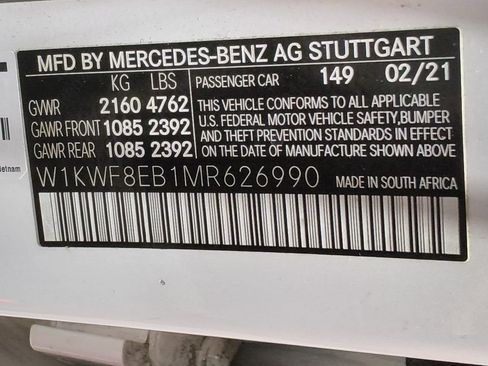 MFD BY MERCEDES-BENZ AG STUTTGART
KG LBS
PASSENGER CAR 149 02/21
GVWR 2160 4762
GAWR FRONT 1085 2392
GAWR REAR 1085 2392
THIS VEHICLE CONFORMS TO ALL APPLICABLE
U.S. FEDERAL MOTOR VEHICLE SAFETY, BUMPER
AND THEFT PREVENTION STANDARDS IN EFFECT
ON THE DATE OF MANUFACTURE SHOWN ABOVE.
W1KWF8EB1MR626990 MADE IN SOUTH AFRICA
Vietnam